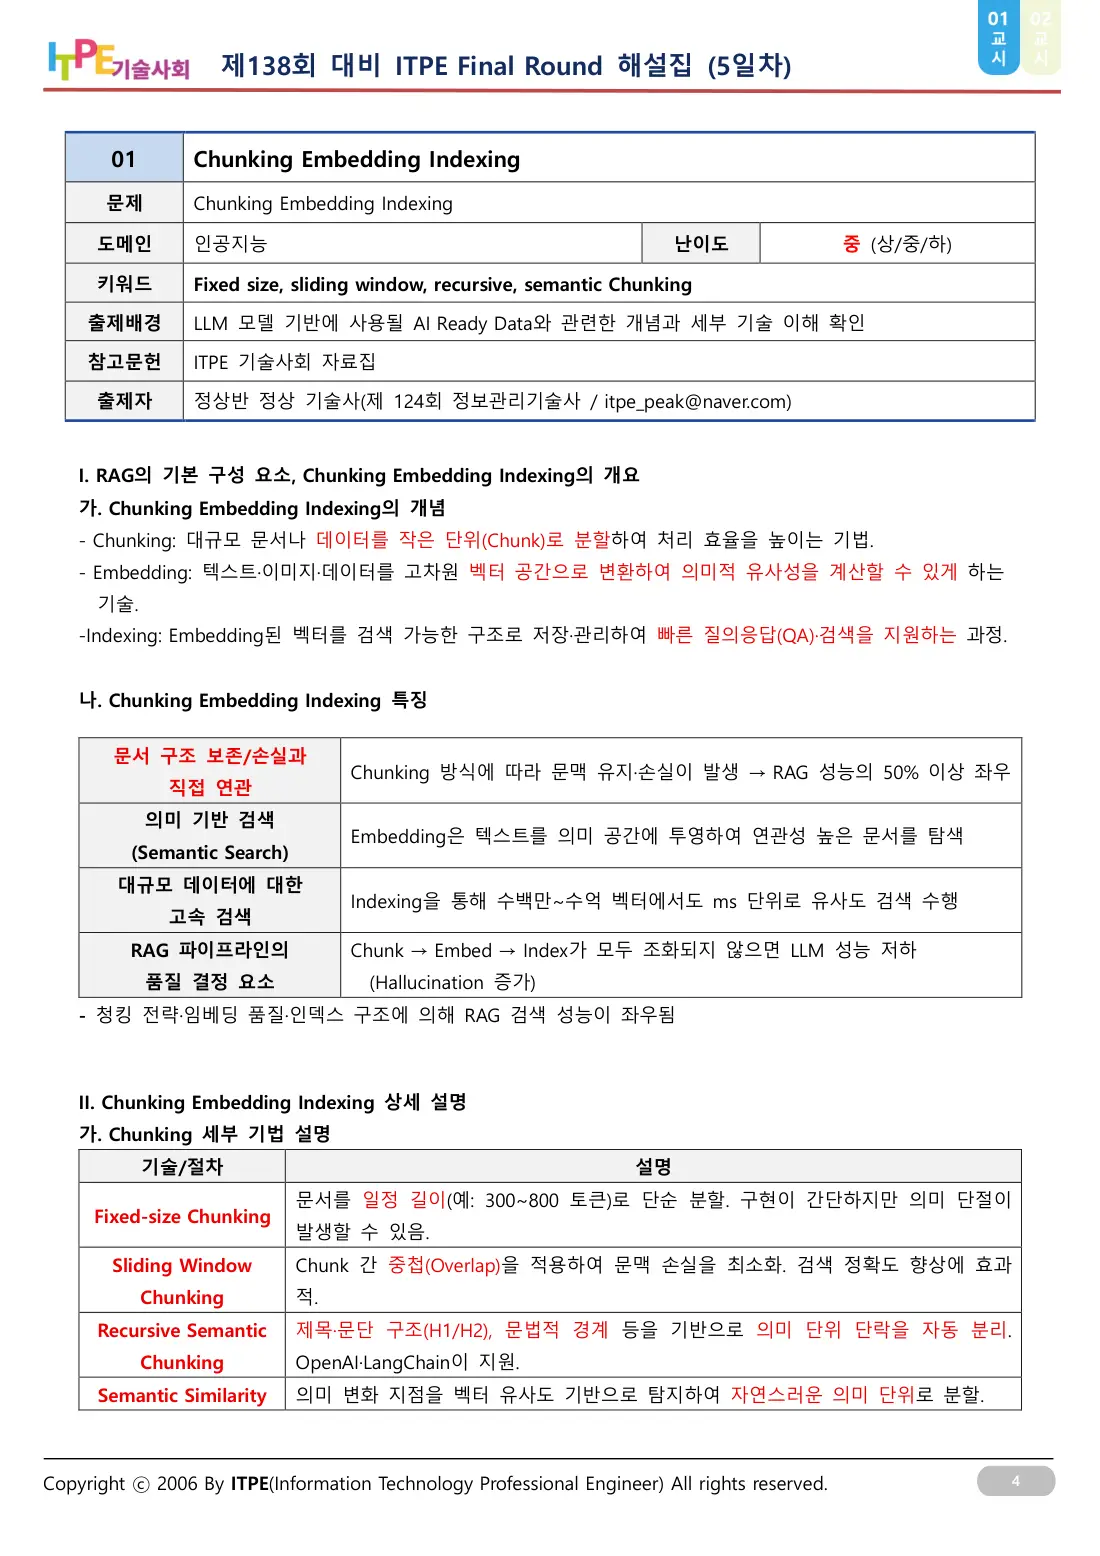 ITPE기술사회 제138회 대비 ITPE Final Round 해설집 (5일차)
01 교시
02 교시
01 Chunking Embedding Indexing
문제 Chunking Embedding Indexing
도메인 인공지능 난이도 중 (상/중/하)
키워드 Fixed size, sliding window, recursive, semantic Chunking
출제배경 LLM 모델 기반에 사용될 AI Ready Data와 관련한 개념과 세부 기술 이해 확인
참고문헌 ITPE 기술사회 자료집
출제자 정상반 정상 기술사(제 124회 정보관리기술사 / itpe_peak@naver.com)
I. RAG의 기본 구성 요소, Chunking Embedding Indexing의 개요
가. Chunking Embedding Indexing의 개념
- Chunking: 대규모 문서나 데이터를 작은 단위(Chunk)로 분할하여 처리 효율을 높이는 기법.
- Embedding: 텍스트·이미지·데이터를 고차원 벡터 공간으로 변환하여 의미적 유사성을 계산할 수 있게 하는
기술.
-Indexing: Embedding된 벡터를 검색 가능한 구조로 저장·관리하여 빠른 질의응답(QA)·검색을 지원하는 과정.
나. Chunking Embedding Indexing 특징
문서 구조 보존/손실과
직접 연관
Chunking 방식에 따라 문맥 유지·손실이 발생 → RAG 성능의 50% 이상 좌우
의미 기반 검색
(Semantic Search)
Embedding은 텍스트를 의미 공간에 투영하여 연관성 높은 문서를 탐색
대규모 데이터에 대한
고속 검색
Indexing을 통해 수백만~수억 벡터에서도 ms 단위로 유사도 검색 수행
RAG 파이프라인의
품질 결정 요소
Chunk → Embed → Index가 모두 조화되지 않으면 LLM 성능 저하
(Hallucination 증가)
- 청킹 전략·임베딩 품질·인덱스 구조에 의해 RAG 검색 성능이 좌우됨
II. Chunking Embedding Indexing 상세 설명
가. Chunking 세부 기법 설명
기술/절차 설명
Fixed-size Chunking
문서를 일정 길이(예: 300~800 토큰)로 단순 분할. 구현이 간단하지만 의미 단절이
발생할 수 있음.
Sliding Window
Chunking
Chunk 간 중첩(Overlap)을 적용하여 문맥 손실을 최소화. 검색 정확도 향상에 효과
적.
Recursive Semantic
Chunking
제목·문단 구조(H1/H2), 문법적 경계 등을 기반으로 의미 단위 단락을 자동 분리.
OpenAI·LangChain이 지원.
Semantic Similarity 의미 변화 지점을 벡터 유사도 기반으로 탐지하여 자연스러운 의미 단위로 분할.
Copyright ⓒ 2006 By ITPE(Information Technology Professional Engineer) All rights reserved.
4